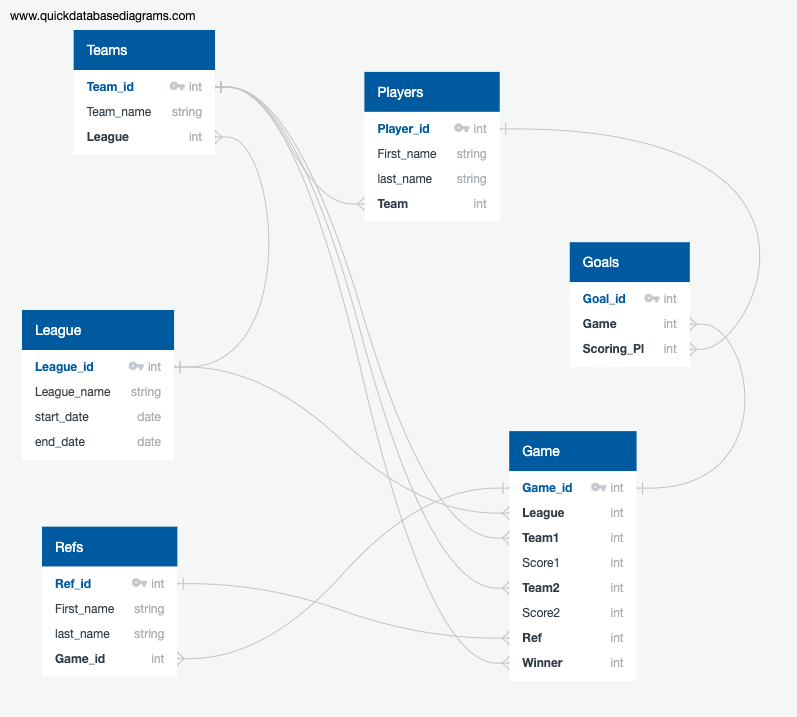 www.quickdatabasediagrams.com
Teams
Team_id int
Team_name string
League int
Players
Player_id int
First_name string
last_name string
Team int
Goals
Goal_id int
Game int
Scoring_Pl int
League
League_id int
League_name string
start_date date
end_date date
Game
Game_id int
League int
Team1 int
Score1 int
Team2 int
Score2 int
Ref int
Winner int
Refs
Ref_id int
First_name string
last_name string
Game_id int